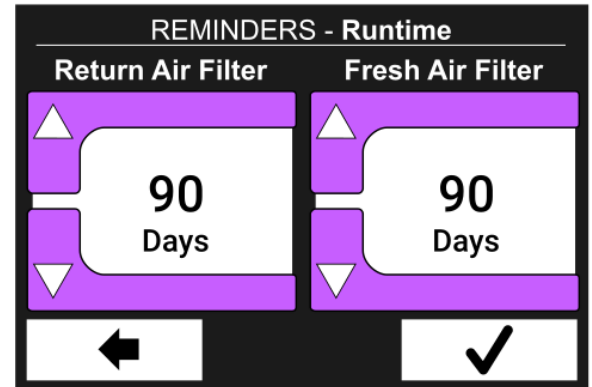 REMINDERS - Runtime
Return Air Filter
Fresh Air Filter
90
Days
90
Days